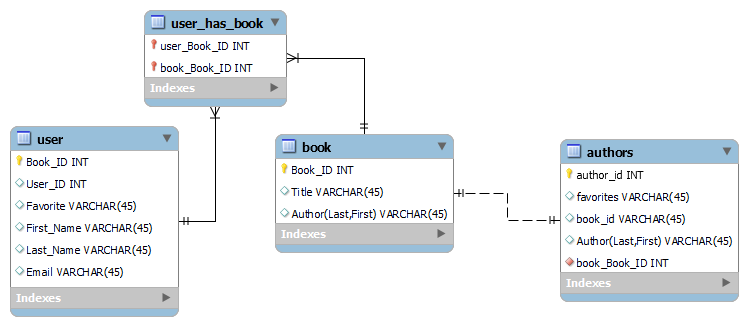 user_has_book
user_Book_ID INT
book_Book_ID INT
Indexes
user
Book_ID INT
User_ID INT
Favorite VARCHAR(45)
First_Name VARCHAR(45)
Last_Name VARCHAR(45)
Email VARCHAR(45)
Indexes
book
Book_ID INT
Title VARCHAR(45)
Author(Last,First) VARCHAR(45)
Indexes
authors
author_id INT
favorites VARCHAR(45)
book_id VARCHAR(45)
Author(Last,First) VARCHAR(45)
book_Book_ID INT
Indexes